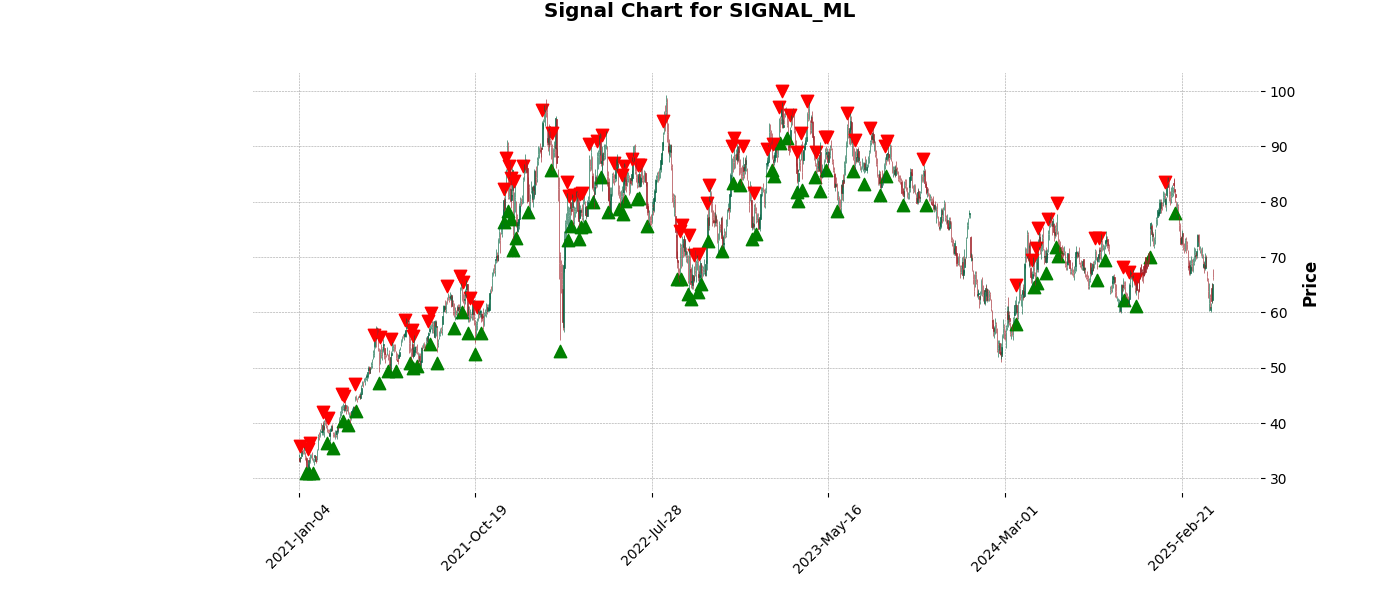 Signal Chart for SIGNAL_ML
100
90
80
70
60
50
40
30
Price
2021-Jan-04
2021-Oct-19
2022-Jul-28
2023-May-16
2024-Mar-01
2025-Feb-21